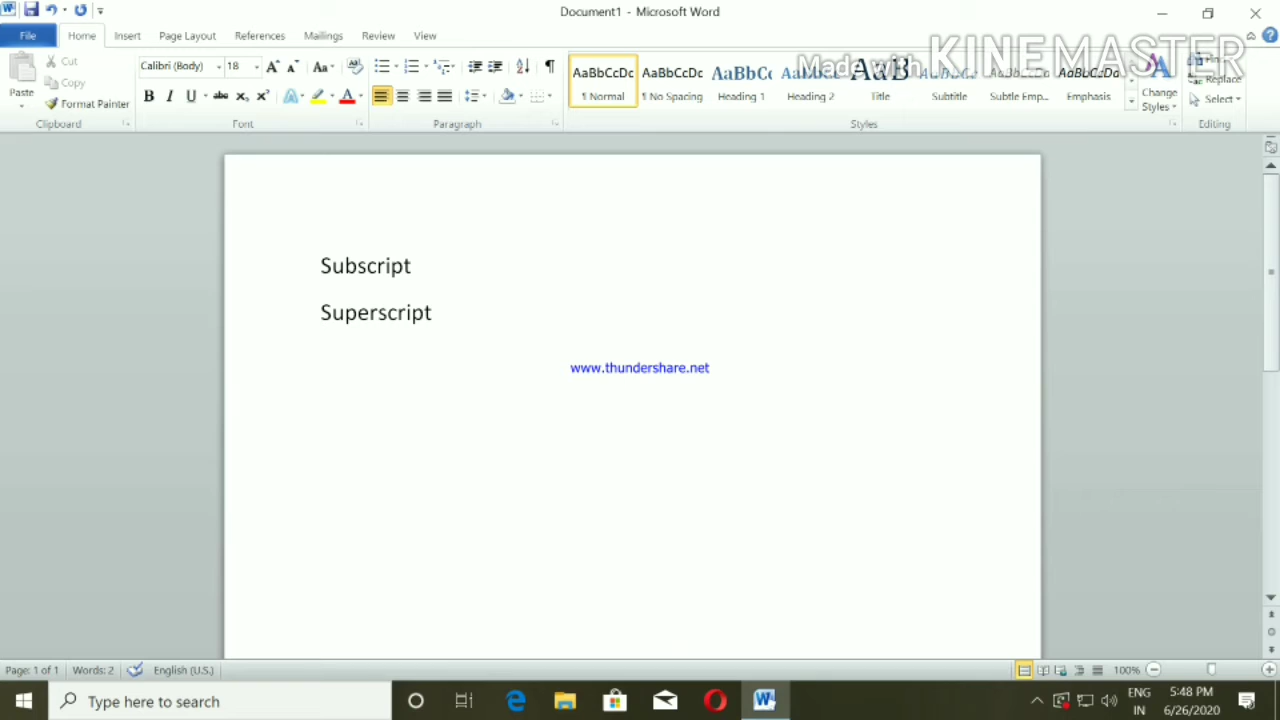 Document1 - Microsoft Word
File Home Insert Page Layout References Mailings Review View
Made with KINEMASTER
Paste
Cut
Copy
Format Painter
Calibri (Body) 18
AaBbCcDc AaBbCcDc AaBbCc AaBbCc AaB AaBbCc. AaBbCcDc AaBbCcDc
¶ Normal ¶ No Spacing Heading 1 Heading 2 Title Subtitle Subtle Emp... Emphasis
Change
Styles
Find
Replace
Select
Clipboard Font Paragraph Styles Editing
Subscript
Superscript
www.thundershare.net
Page: 1 of 1 Words: 2 English (U.S.) 100%
Type here to search
ENG
IN
5:48 PM
6/26/2020